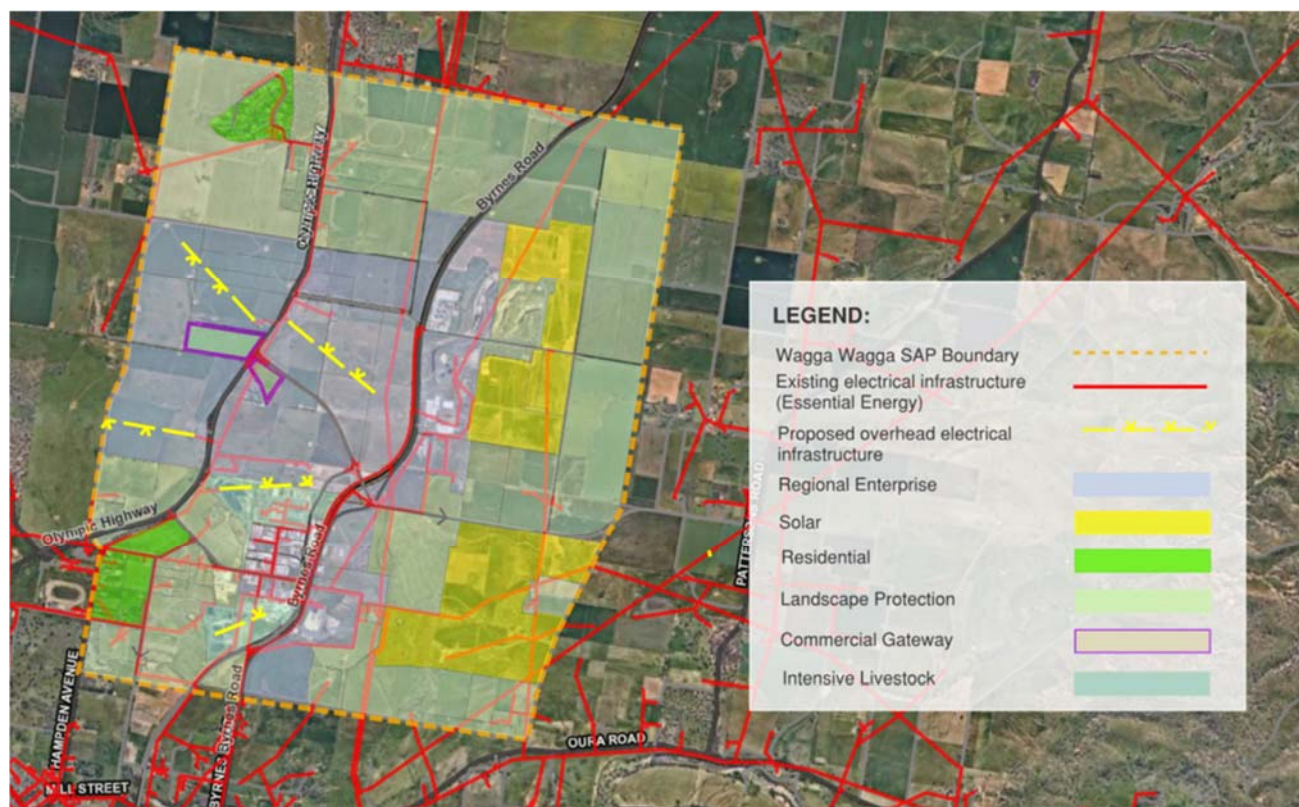 Olympic Highway
Byrnes Road
LEGEND:
Wagga Wagga SAP Boundary
Existing electrical infrastructure
(Essential Energy)
Proposed overhead electrical
infrastructure
Regional Enterprise
Solar
Residential
Landscape Protection
Commercial Gateway
Intensive Livestock
Olympic Highway
Byrnes Road
ROAD
HAMPDEN AVENUE
BYRNES Byrnes Road
OURA ROAD
STREET